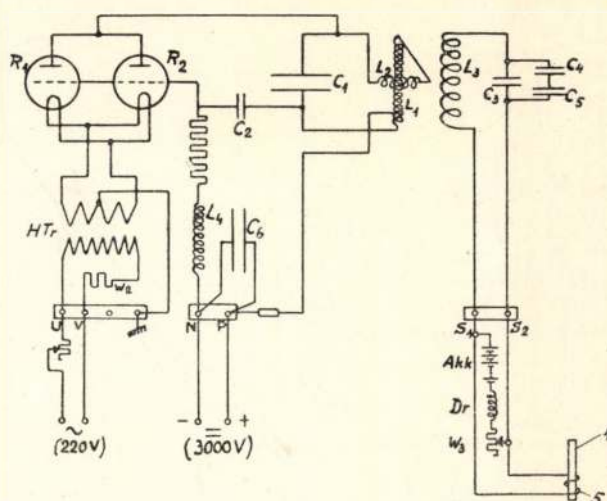 R1
R2
C1
C2
L2
L1
L3
C3
C4
C5
HTr
L4
C6
W2
U V
N P
S1 S2
Akk
Dr
W3
- = +
~
(220V)
(3000V)